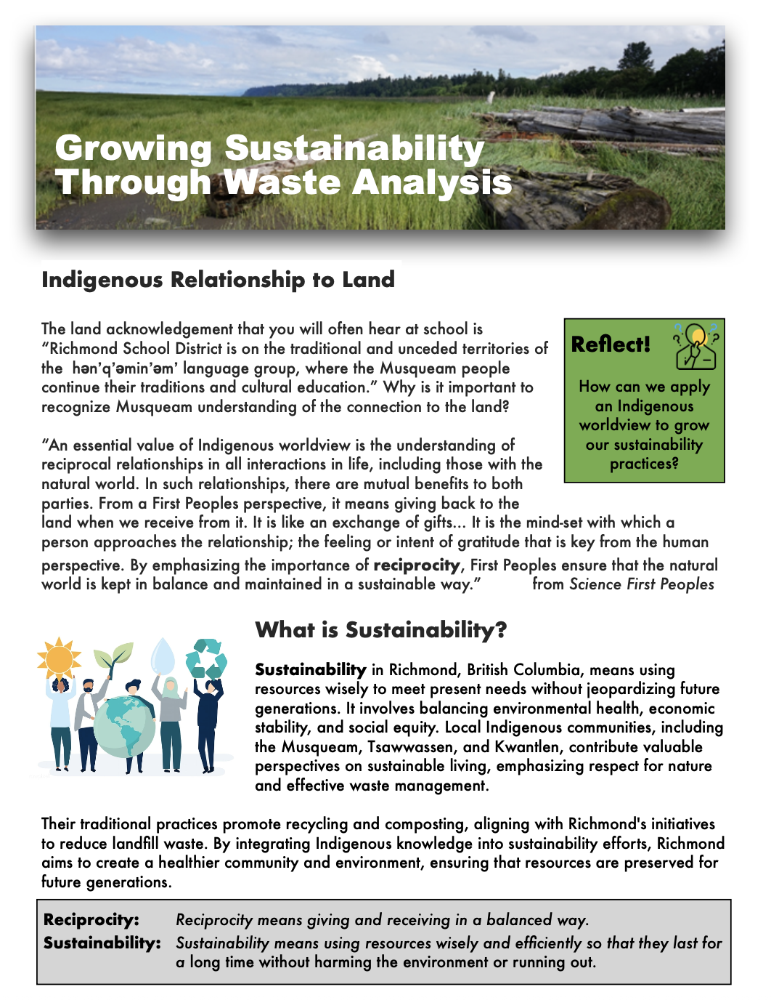 Growing Sustainability
Through Waste Analysis
Indigenous Relationship to Land
The land acknowledgement that you will often hear at school is
“Richmond School District is on the traditional and unceded territories of
the  hən’q’əmin’əm’ language group, where the Musqueam people
continue their traditions and cultural education.” Why is it important to
recognize Musqueam understanding of the connection to the land?
Reflect!
How can we apply
an Indigenous
worldview to grow
our sustainability
practices?
“An essential value of Indigenous worldview is the understanding of
reciprocal relationships in all interactions in life, including those with the
natural world. In such relationships, there are mutual benefits to both
parties. From a First Peoples perspective, it means giving back to the
land when we receive from it. It is like an exchange of gifts... It is the mind-set with which a
person approaches the relationship; the feeling or intent of gratitude that is key from the human
perspective. By emphasizing the importance of reciprocity, First Peoples ensure that the natural
world is kept in balance and maintained in a sustainable way.” from Science First Peoples
What is Sustainability?
Sustainability in Richmond, British Columbia, means using
resources wisely to meet present needs without jeopardizing future
generations. It involves balancing environmental health, economic
stability, and social equity. Local Indigenous communities, including
the Musqueam, Tsawwassen, and Kwantlen, contribute valuable
perspectives on sustainable living, emphasizing respect for nature
and effective waste management.
Their traditional practices promote recycling and composting, aligning with Richmond's initiatives
to reduce landfill waste. By integrating Indigenous knowledge into sustainability efforts, Richmond
aims to create a healthier community and environment, ensuring that resources are preserved for
future generations.
Reciprocity: Reciprocity means giving and receiving in a balanced way.
Sustainability: Sustainability means using resources wisely and efficiently so that they last for
a long time without harming the environment or running out.